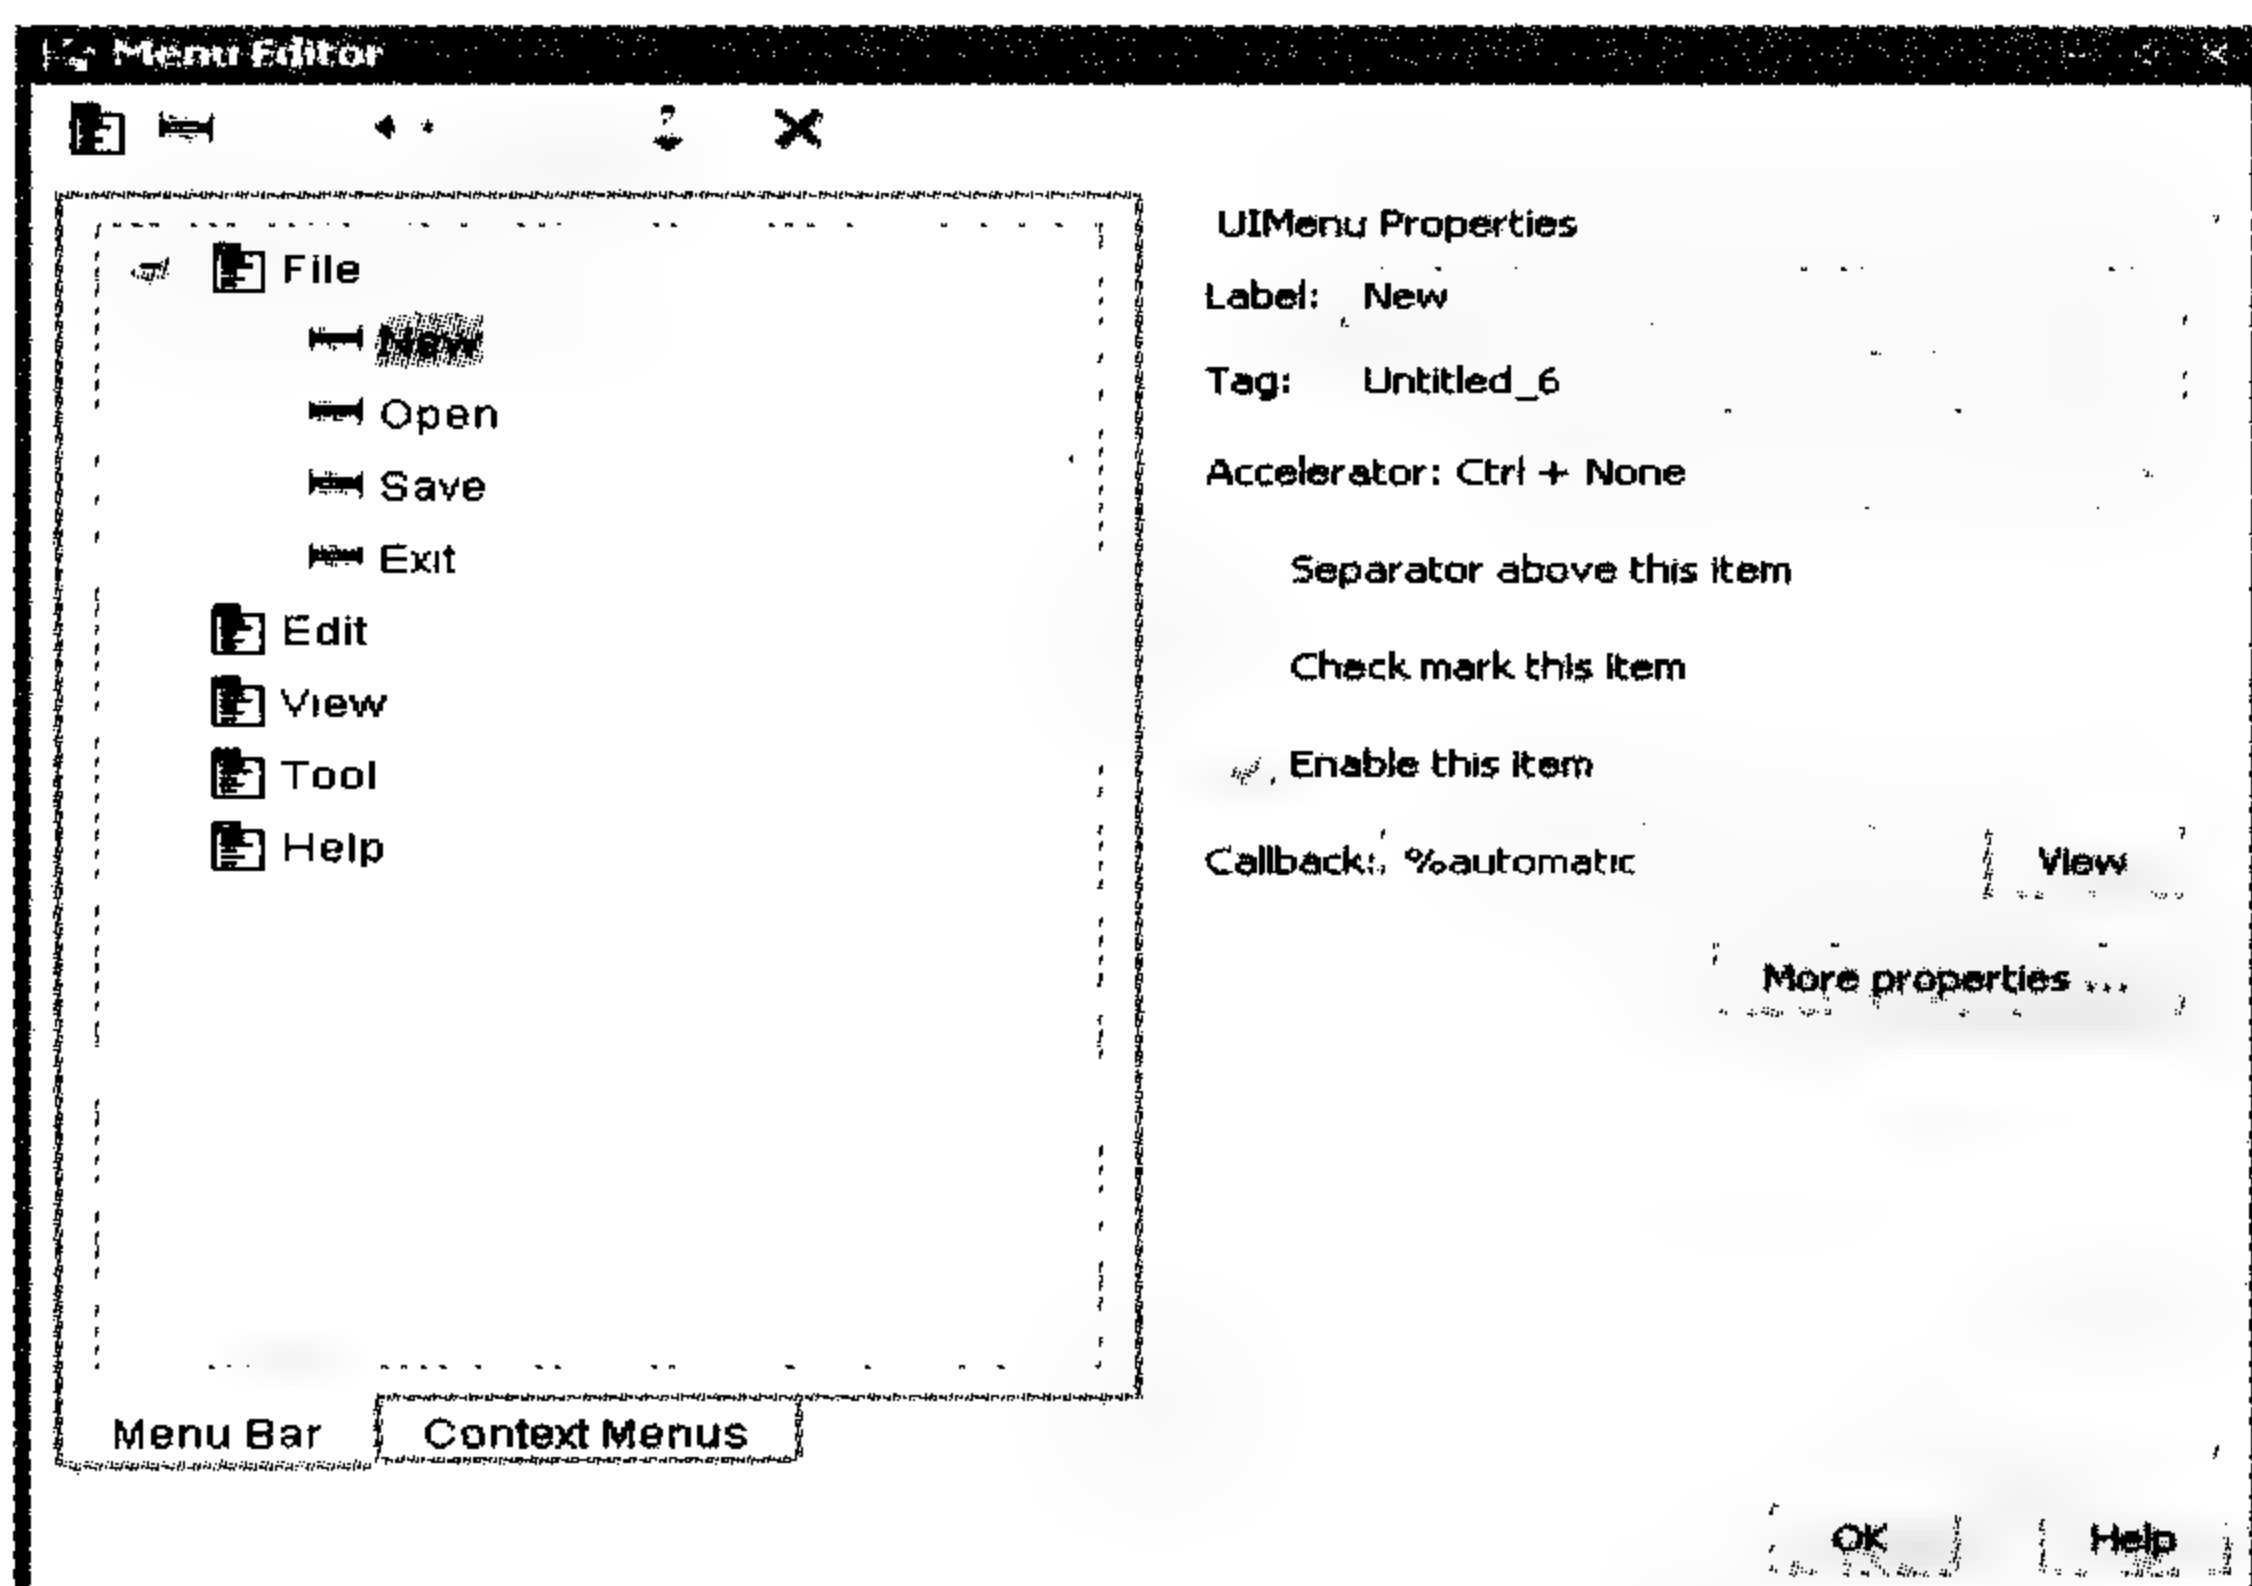 Menu Editor
File
New
Open
Save
Exit
Edit
View
Tool
Help
Menu Bar
Context Menus
UIMenu Properties
Label: New
Tag: Untitled_6
Accelerator: Ctrl + None
Separator above this item
Check mark this item
Enable this item
Callback: %automatic
View
More properties ...
OK
Help